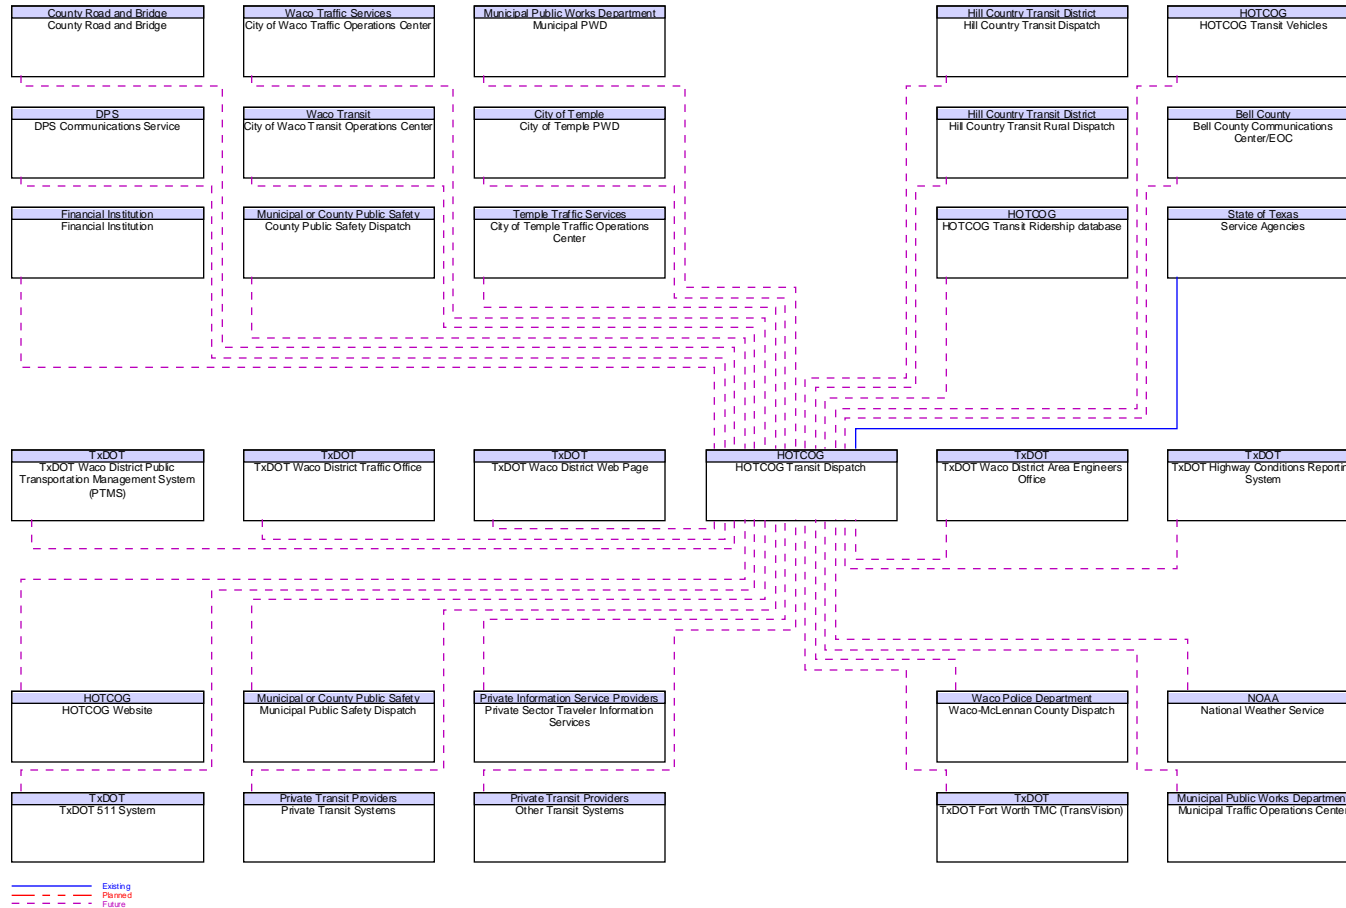 County Road and Bridge
County Road and Bridge
Waco Traffic Services
City of Waco Traffic Operations Center
Municipal Public Works Department
Municipal PWD
Hill Country Transit District
Hill Country Transit Dispatch
HOTCOG
HOTCOG Transit Vehicles
DPS
DPS Communications Service
Waco Transit
City of Waco Transit Operations Center
City of Temple
City of Temple PWD
Hill Country Transit District
Hill Country Transit Rural Dispatch
Bell County
Bell County Communications
Center/EOC
Financial Institution
Financial Institution
Municipal or County Public Safety
County Public Safety Dispatch
Temple Traffic Services
City of Temple Traffic Operations
Center
HOTCOG
HOTCOG Transit Ridership database
State of Texas
Service Agencies
TxDOT
TxDOT Waco District Public
Transportation Management System
(PTMS)
TxDOT
TxDOT Waco District Traffic Office
TxDOT
TxDOT Waco District Web Page
HOTCOG
HOTCOG Transit Dispatch
TxDOT
TxDOT Waco District Area Engineers
Office
TxDOT
TxDOT Highway Conditions Reportin
System
HOTCOG
HOTCOG Website
Municipal or County Public Safety
Municipal Public Safety Dispatch
Private Information Service Providers
Private Sector Traveler Information
Services
Waco Police Department
Waco-McLennan County Dispatch
NOAA
National Weather Service
TxDOT
TxDOT 511 System
Private Transit Providers
Private Transit Systems
Private Transit Providers
Other Transit Systems
TxDOT
TxDOT Fort Worth TMC (TransVision)
Municipal Public Works Departmen
Municipal Traffic Operations Center
Existing
Planned
Future